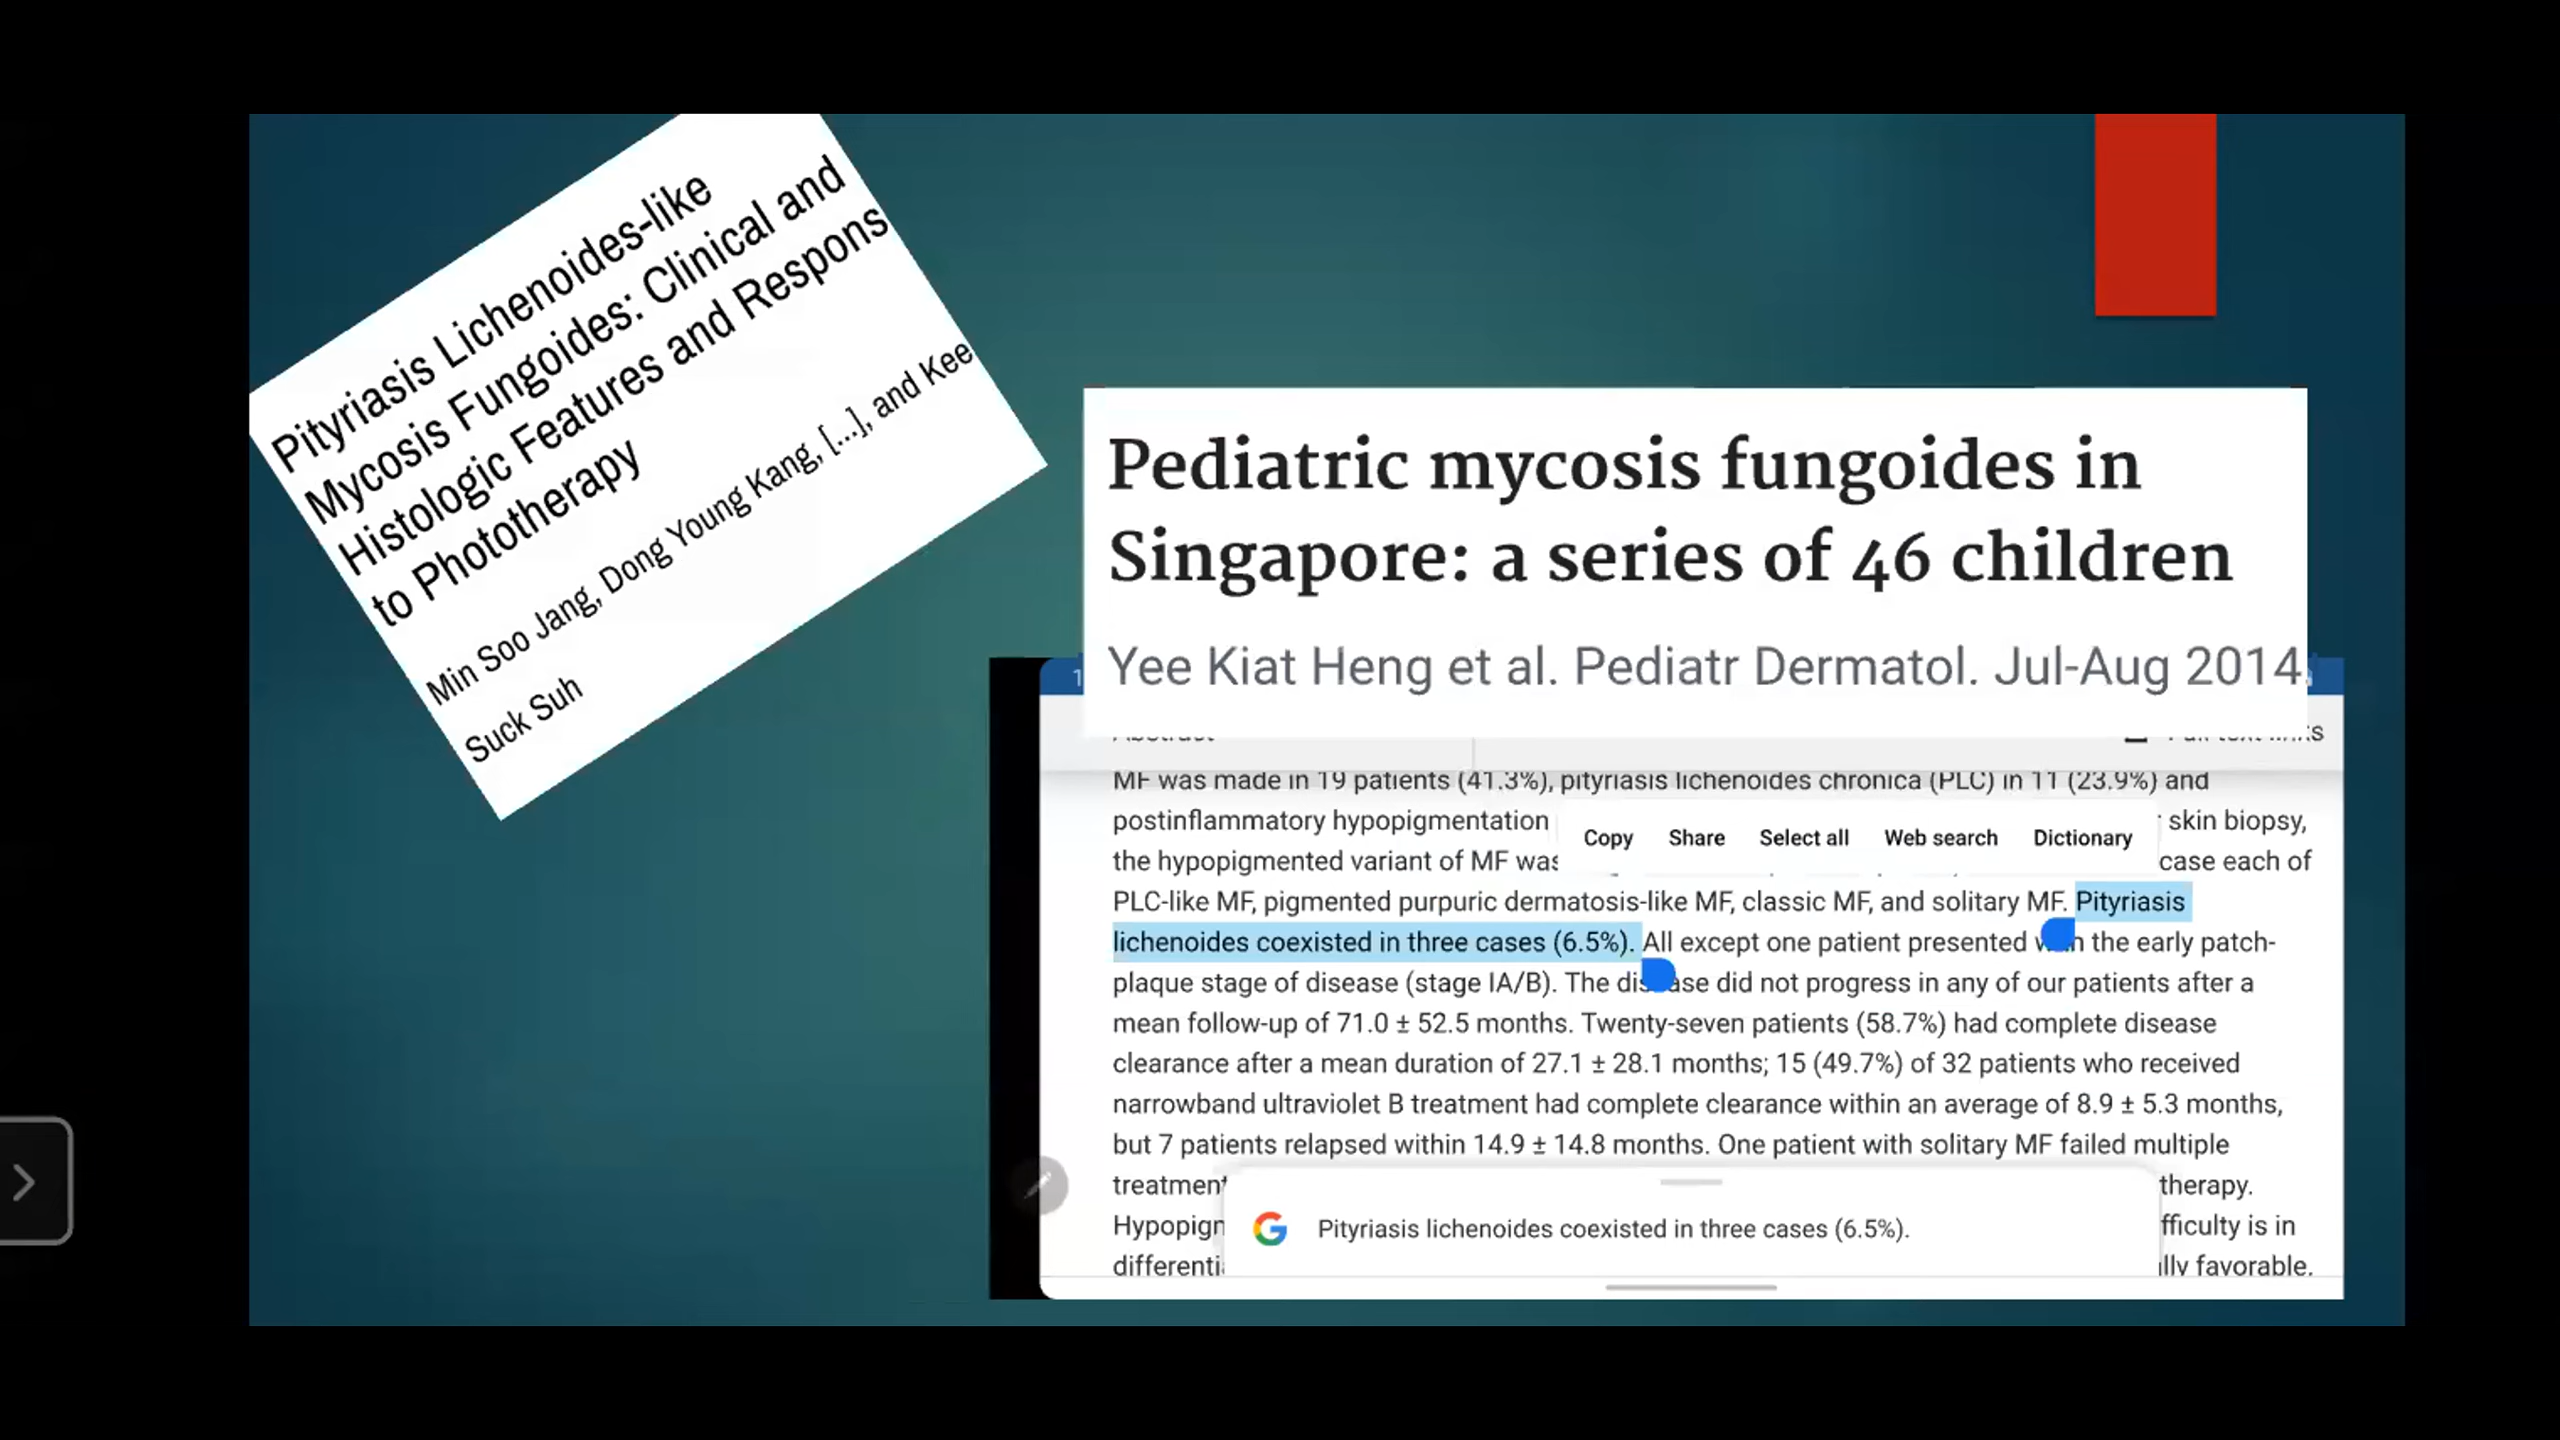 Pityriasis Lichenoides-like
Mycosis Fungoides: Clinical and
Histologic Features and Respons
to Phototherapy
Min Soo Jang, Dong Young Kang, [...], and Kee
Suck Suh
Pediatric mycosis fungoides in
Singapore: a series of 46 children
Yee Kiat Heng et al. Pediatr Dermatol. Jul-Aug 2014.
MF was made in 19 patients (41.3%), pityriasis lichenoides chronica (PLC) in 11 (23.9%) and
postinflammatory hypopigmentation skin biopsy,
Copy Share Select all Web search Dictionary
the hypopigmented variant of MF was case each of
PLC-like MF, pigmented purpuric dermatosis-like MF, classic MF, and solitary MF. Pityriasis
lichenoides coexisted in three cases (6.5%). All except one patient presented the early patch-
plaque stage of disease (stage IA/B). The disease did not progress in any of our patients after a
mean follow-up of 71.0 ± 52.5 months. Twenty-seven patients (58.7%) had complete disease
clearance after a mean duration of 27.1 ± 28.1 months; 15 (49.7%) of 32 patients who received
narrowband ultraviolet B treatment had complete clearance within an average of 8.9 ± 5.3 months,
but 7 patients relapsed within 14.9 ± 14.8 months. One patient with solitary MF failed multiple
treatment therapy.
Hypopign fficulty is in
Pityriasis lichenoides coexisted in three cases (6.5%).
differenti lly favorable.